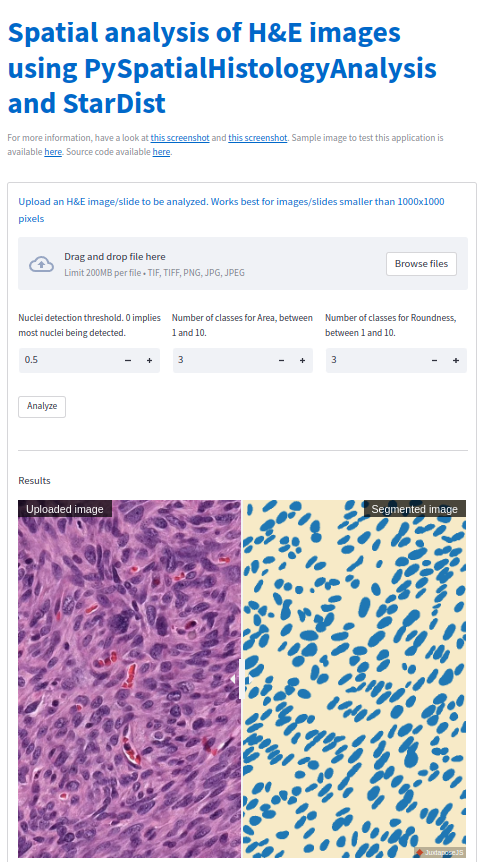 Spatial analysis of H&E images
using PySpatialHistologyAnalysis
and StarDist
For more information, have a look at this screenshot and this screenshot. Sample image to test this application is
available here. Source code available here.
Upload an H&E image/slide to be analyzed. Works best for images/slides smaller than 1000x1000
pixels
Drag and drop file here
Limit 200MB per file • TIF, TIFF, PNG, JPG, JPEG
Browse files
Nuclei detection threshold. 0 implies
most nuclei being detected.
Number of classes for Area, between
1 and 10.
Number of classes for Roundness,
between 1 and 10.
0.5 − +
3 − +
3 − +
Analyze
Results
Uploaded image
Segmented image
JuxtaposeJS